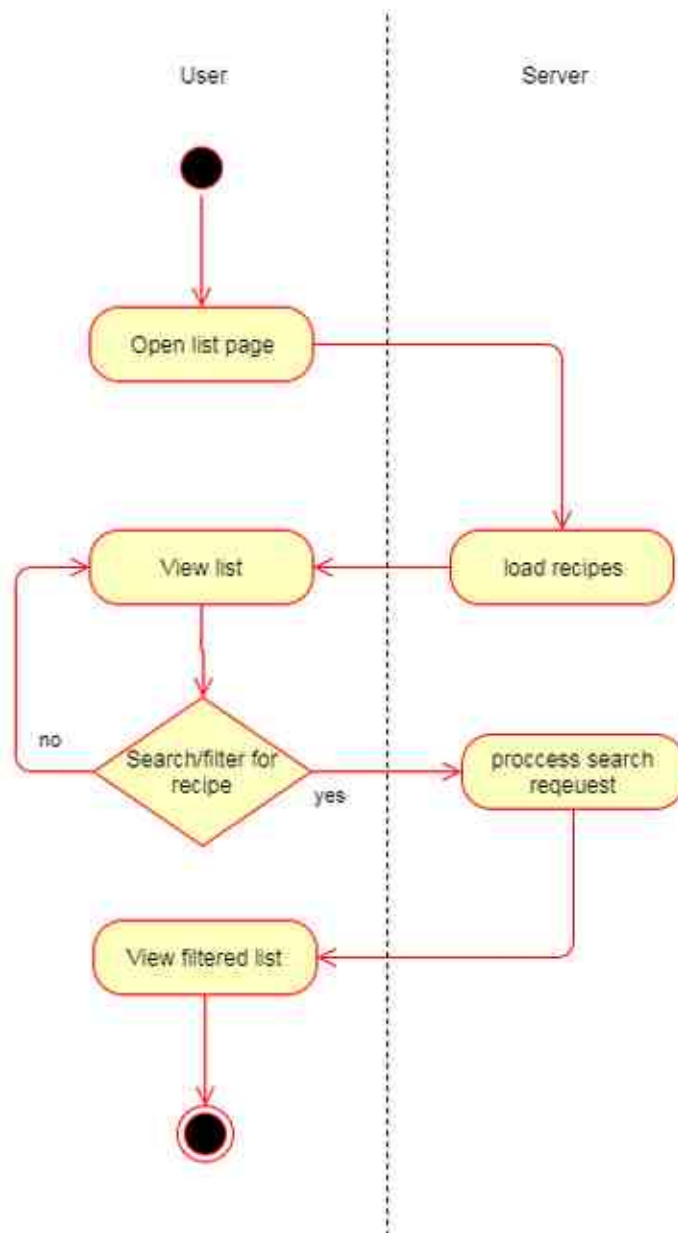 User
Server
Open list page
View list
load recipes
Search/filter for
recipe
no
yes
proccess search
reqeuest
View filtered list